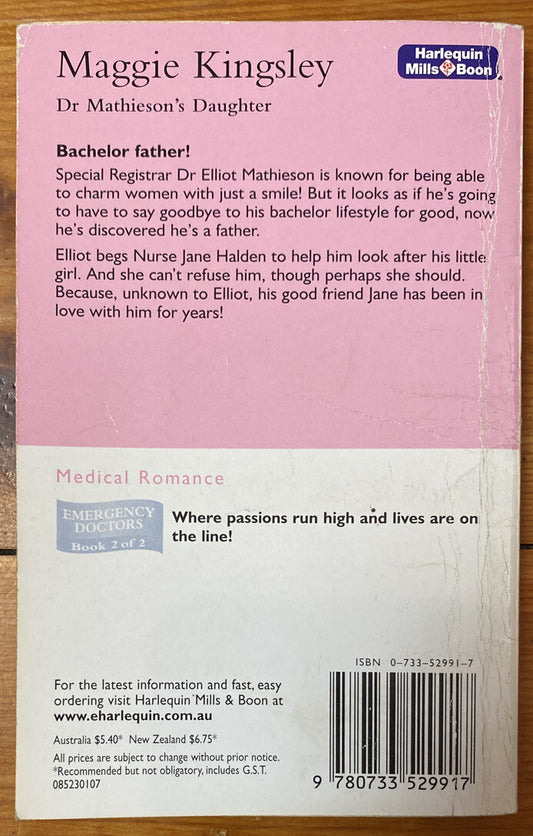 Maggie Kingsley
Harlequin
Mills & Boon
Dr Mathieson's Daughter
Bachelor father!
Special Registrar Dr Elliot Mathieson is known for being able
to charm women with just a smile! But it looks as if he's going
to have to say goodbye to his bachelor lifestyle for good, now
he's discovered he's a father.
Elliot begs Nurse Jane Halden to help him look after his little
girl. And she can't refuse him, though perhaps she should.
Because, unknown to Elliot, his good friend Jane has been in
love with him for years!
Medical Romance
EMERGENCY
DOCTORS
Book 2 of 2
Where passions run high and lives are on
the line!
ISBN 0-733-52991-7
For the latest information and fast, easy
ordering visit Harlequin Mills & Boon at
www.eharlequin.com.au
Australia $5.40* New Zealand $6.75*
All prices are subject to change without prior notice.
*Recommended but not obligatory, includes G.S.T.
085230107
9 780733 529917